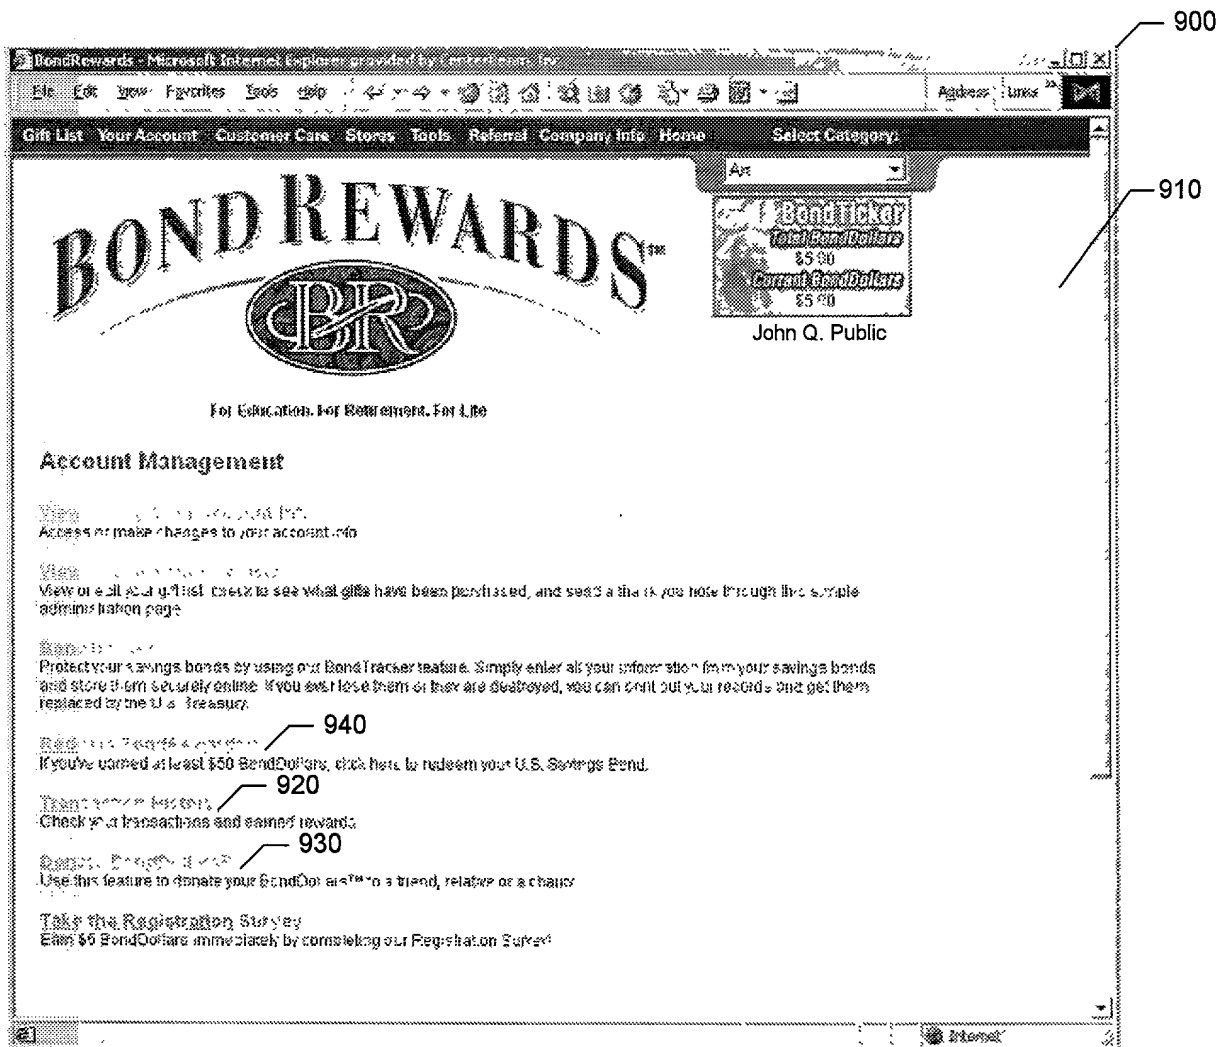 900
BondRewards - Microsoft Internet Explorer provided by
File Edit View Favorites Tools Help Address Links »
Gift List Your Account Customer Care Stores Tools Referral Company Info Home Select Category:
Art
910
BOND REWARDS™
BR
BondTicker
Total BondDollars
$5.00
Current BondDollars
$5.00
John Q. Public
For Education. For Retirement. For Life
Account Management
View
Access or make changes to your account info
View
View or edit your gift list, check to see what gifts have been purchased, and send a thank you note through this simple
administration page
Protect your savings bonds by using our BondTracker feature. Simply enter all your information from your savings bonds
and store them securely online. If you ever lose them or they are destroyed, you can print out your records and get them
replaced by the U.S. Treasury.
940
Redeem
If you've earned at least $50 BondDollars, click here to redeem your U.S. Savings Bond.
920
Transaction History
Check your transactions and earned rewards
930
Donate
Use this feature to donate your BondDollars™ to a friend, relative or a charity
Take the Registration Survey
Earn $5 BondDollars immediately by completing our Registration Survey!
Internet